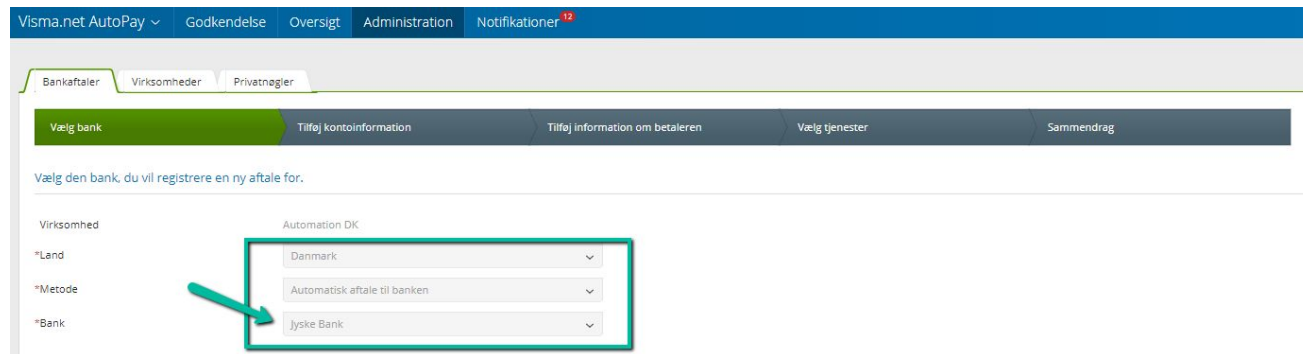 Visma.net AutoPay Godkendelse Oversigt Administration Notifikationer 12
Bankaftaler Virksomheder Privatnøgler
Vælg bank Tilføj kontoinformation Tilføj information om betaleren Vælg tjenester Sammendrag
Vælg den bank, du vil registrere en ny aftale for.
Virksomhed Automation DK
*Land Danmark
*Metode Automatisk aftale til banken
*Bank Jyske Bank